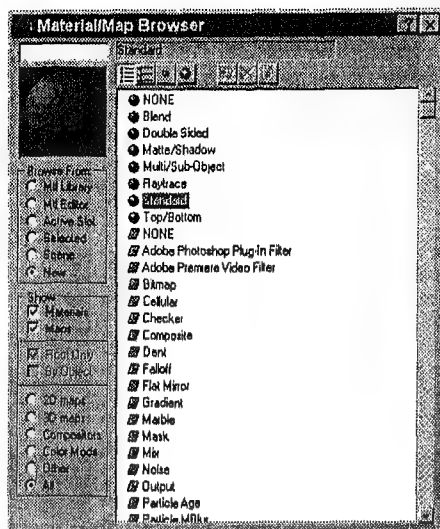 Material/Map Browser
Standard
NONE
Blend
Double Sided
Matte/Shadow
Multi/Sub-Object
Raytrace
Standard
Top/Bottom
NONE
Adobe Photoshop Plug-In Filter
Adobe Premiere Video Filter
Bitmap
Cellular
Checker
Composite
Dent
Falloff
Flat Mirror
Gradient
Marble
Mask
Mix
Noise
Output
Particle Age
Particle MBlur
Browse From:
Mtl Library
Mtl Editor
Active Slot
Selected
Scene
New
Show
Materials
Maps
Root Only
By Object
2D maps
3D maps
Compositors
Color Mods
Other
All